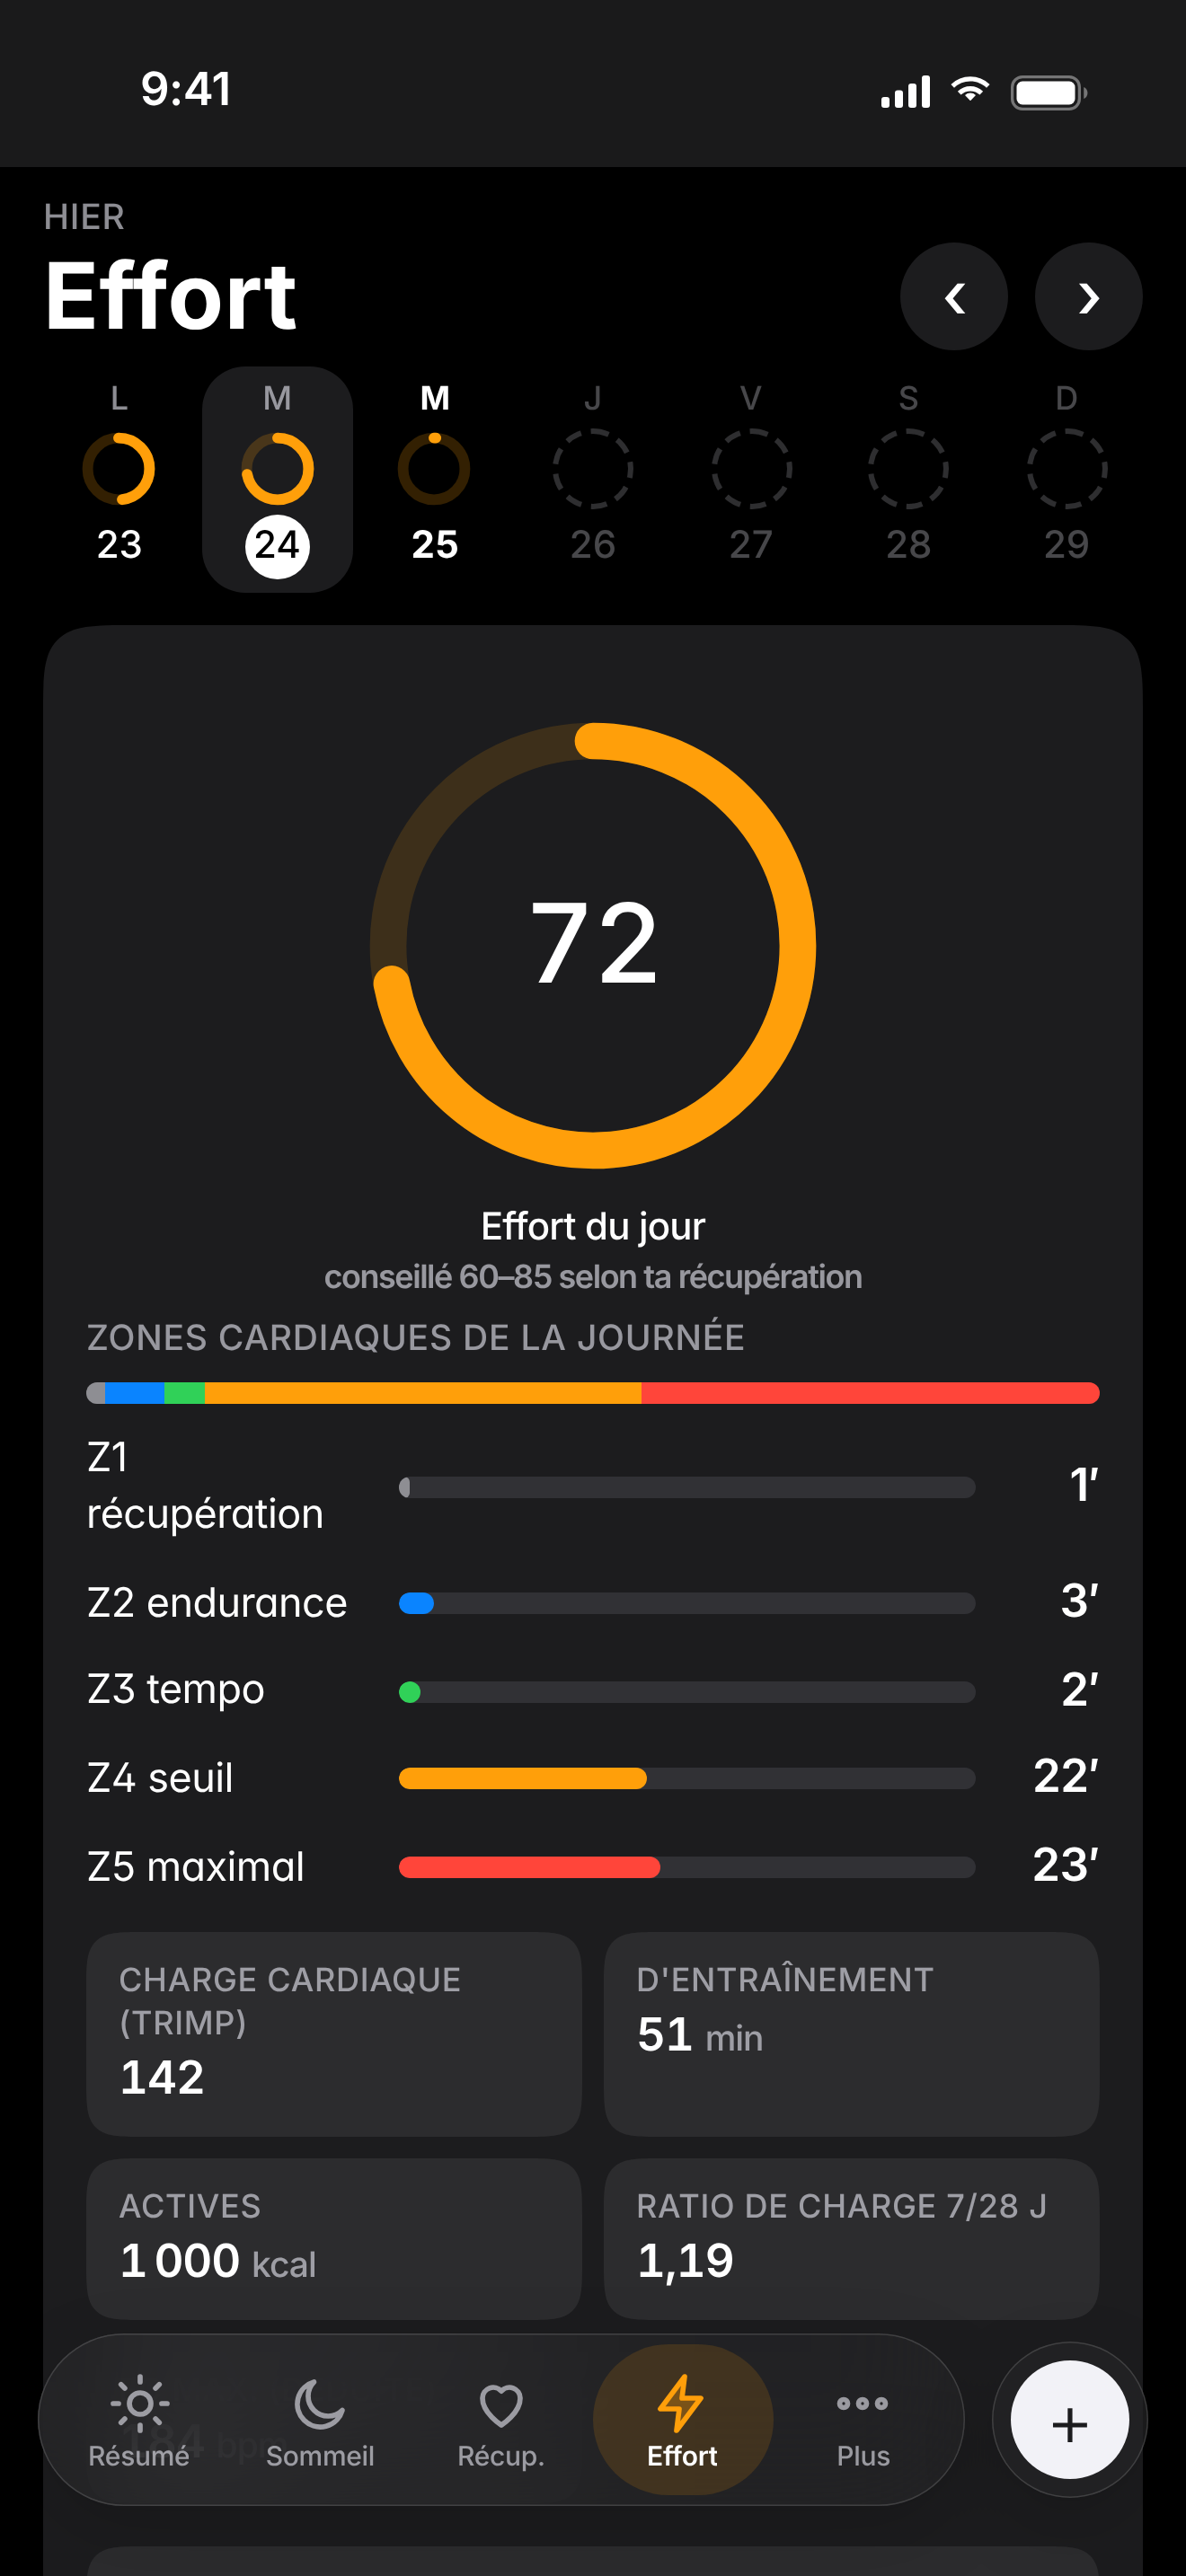 9:41
HIER
Effort
L M M J V S D
23 24 25 26 27 28 29
72
Effort du jour
conseillé 60–85 selon ta récupération
ZONES CARDIAQUES DE LA JOURNÉE
Z1
récupération 1′
Z2 endurance 3′
Z3 tempo 2′
Z4 seuil 22′
Z5 maximal 23′
CHARGE CARDIAQUE
(TRIMP)
142
D'ENTRAÎNEMENT
51 min
ACTIVES
1 000 kcal
RATIO DE CHARGE 7/28 J
1,19
184 bpm
Résumé Sommeil Récup. Effort Plus